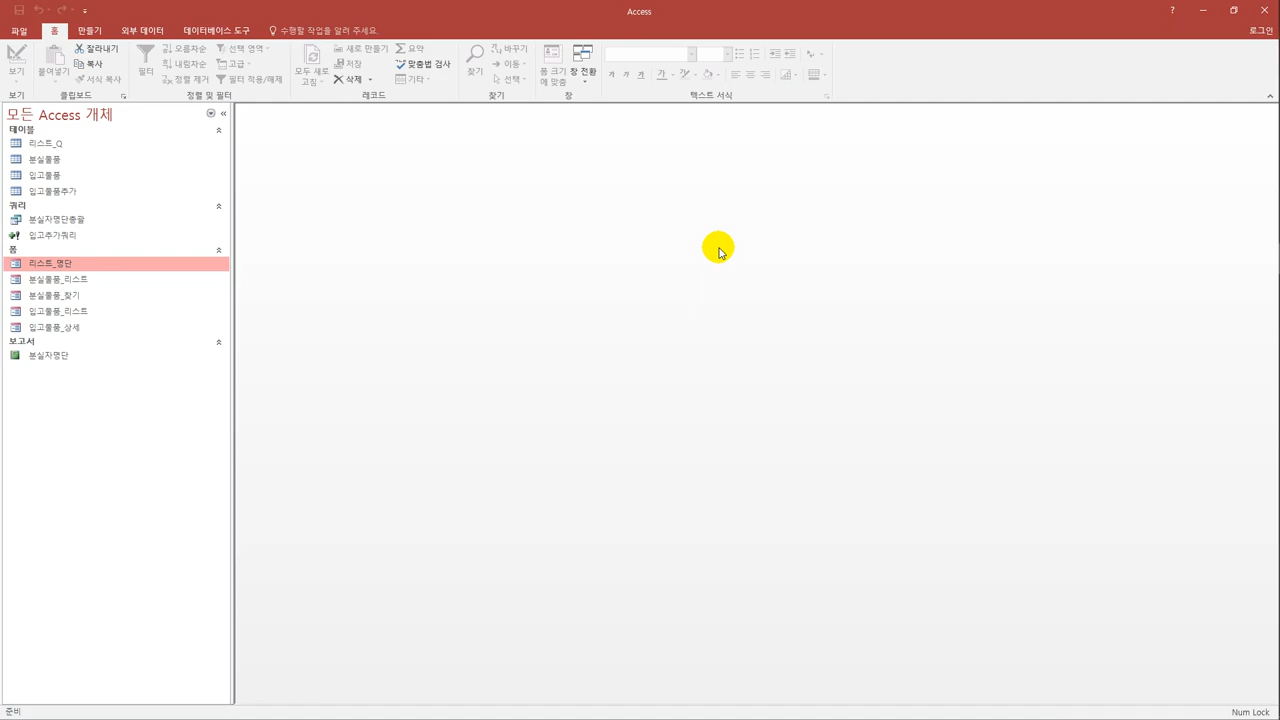 Access
파일 홈 만들기 외부 데이터 데이터베이스 도구 수행할 작업을 알려 주세요. 로그인
보기 붙여넣기 잘라내기 복사 서식 복사
필터 오름차순 내림차순 정렬 제거 선택 영역 고급 필터 적용/해제
모두 새로 고침 새로 만들기 저장 삭제 요약 맞춤법 검사 기타
찾기 바꾸기 이동 선택
폼 크기에 맞춤 창 전환
보기 클립보드 정렬 및 필터 레코드 찾기 창 텍스트 서식
모든 Access 개체
테이블
리스트_Q
분실물품
입고물품
입고물품추가
쿼리
분실자명단총괄
입고추가쿼리
폼
리스트_명단
분실물품_리스트
분실물품_찾기
입고물품_리스트
입고물품_상세
보고서
분실자명단
준비 Num Lock